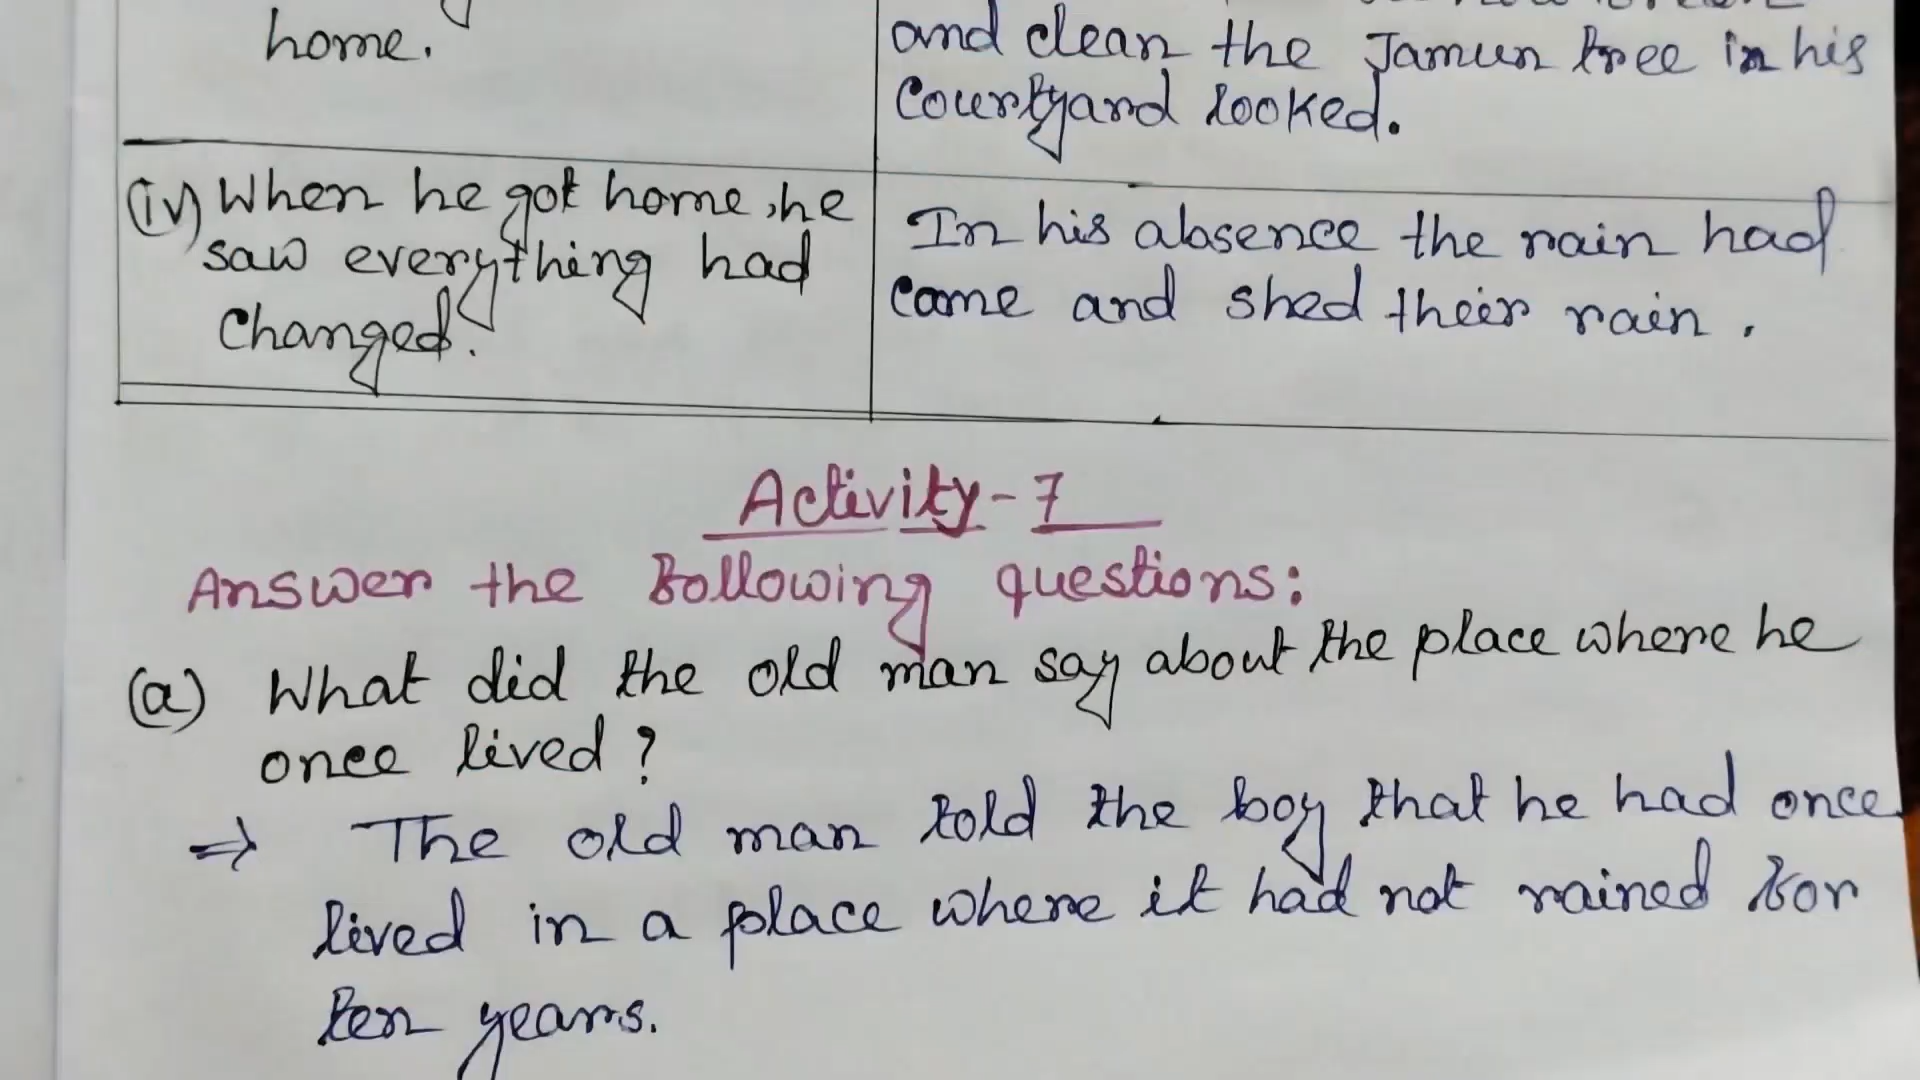 home.
and clean the Jamun tree in his
Courtyard looked.
(iv) When he got home, he
saw everything had
Changed.
In his absence the rain had
came and shed their rain.
Activity-7
Answer the following questions:
(a) What did the old man say about the place where he
once lived?
⇒ The old man told the boy that he had once
lived in a place where it had not rained for
ten years.